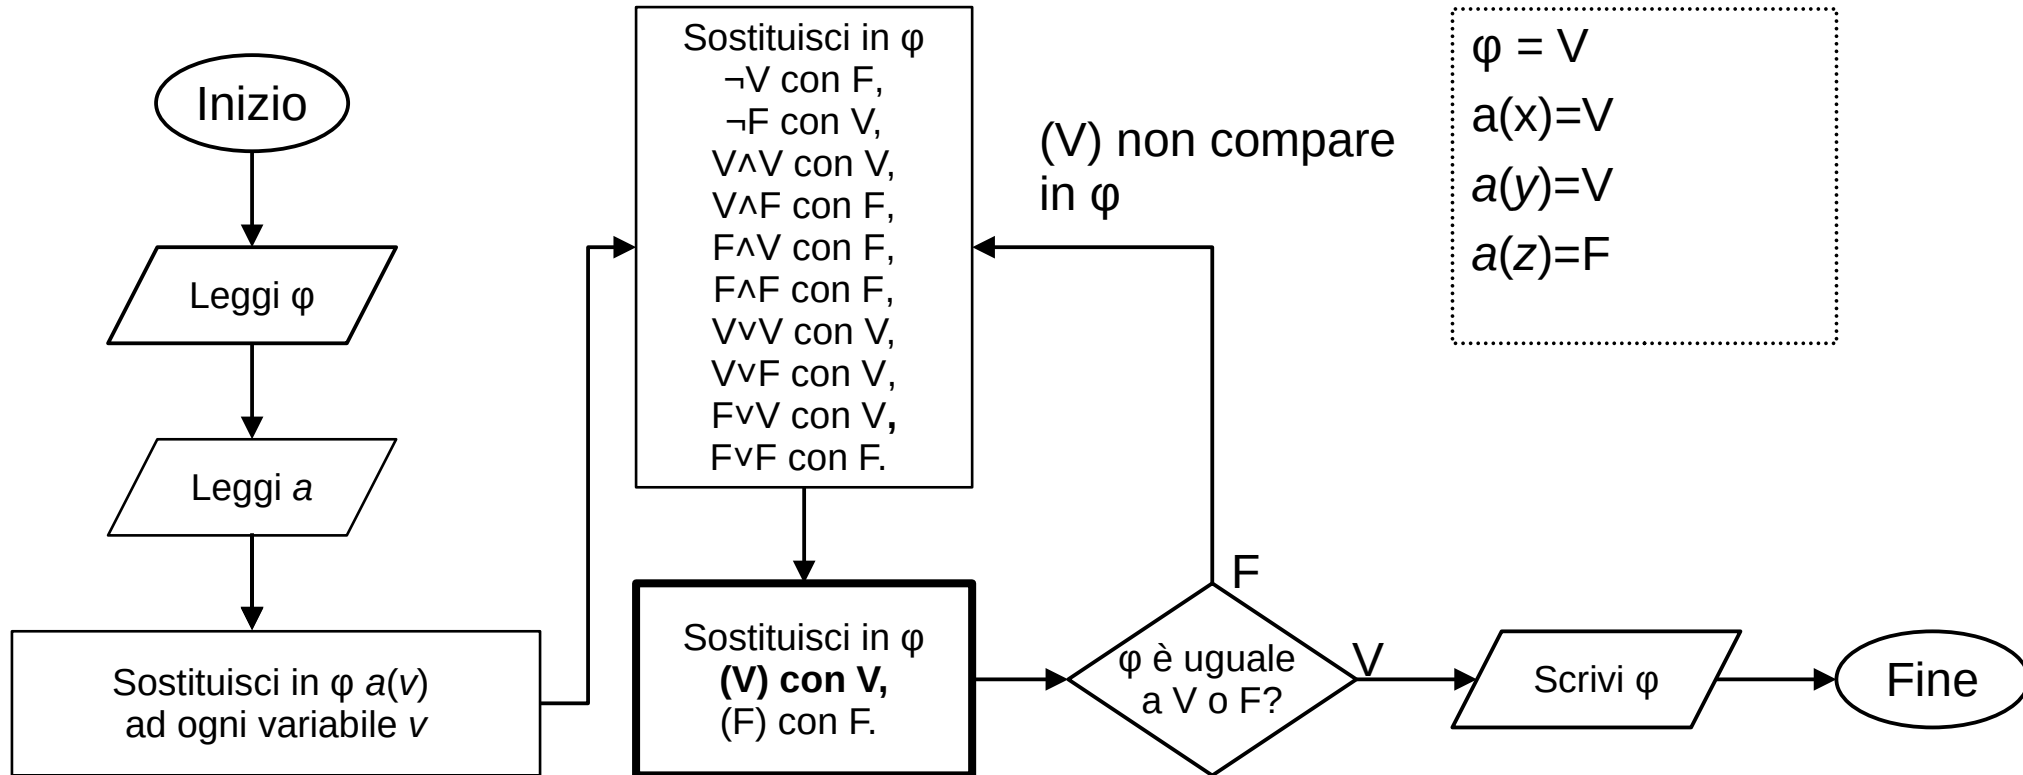 Inizio
Leggi φ
Leggi a
Sostituisci in φ a(v)
ad ogni variabile v
Sostituisci in φ
¬V con F,
¬F con V,
V∧V con V,
V∧F con F,
F∧V con F,
F∧F con F,
V∨V con V,
V∨F con V,
F∨V con V,
F∨F con F.
Sostituisci in φ
(V) con V,
(F) con F.
(V) non compare
in φ
F
φ è uguale
a V o F?
V
Scrivi φ
Fine
φ = V
a(x)=V
a(y)=V
a(z)=F